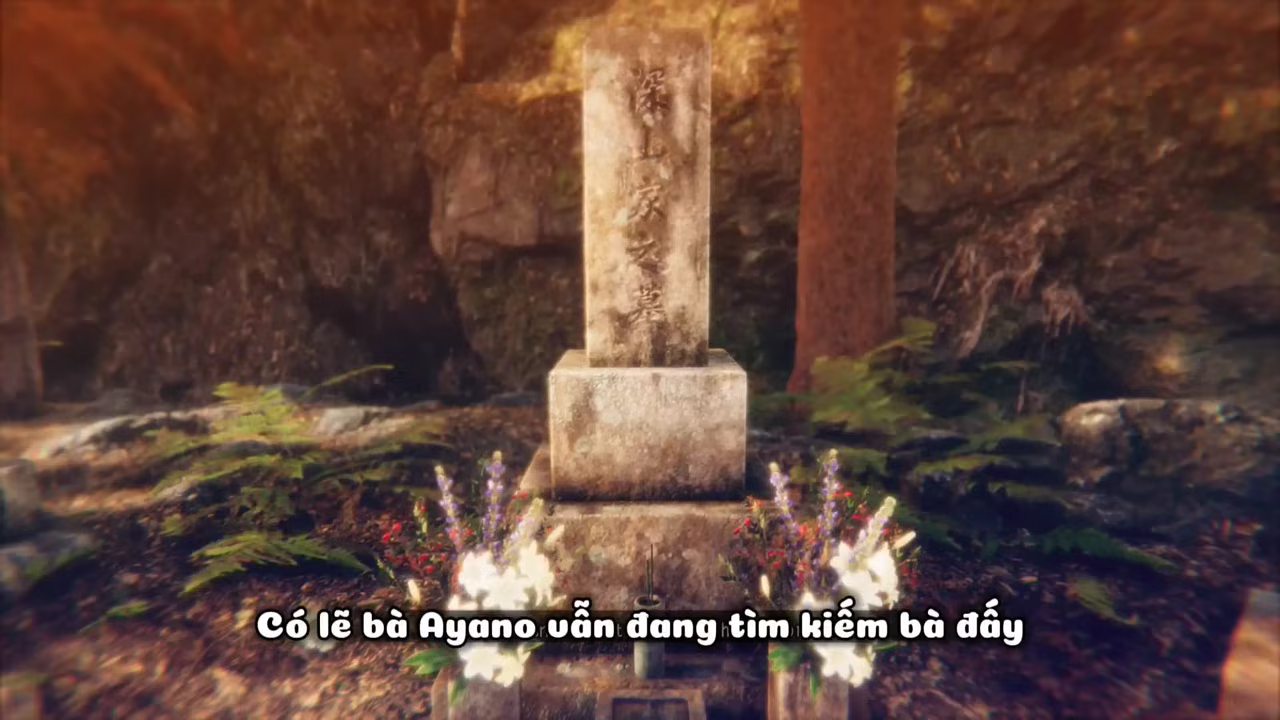 深山家之墓
Có lẽ bà Ayano vẫn đang tìm kiếm bà đấy